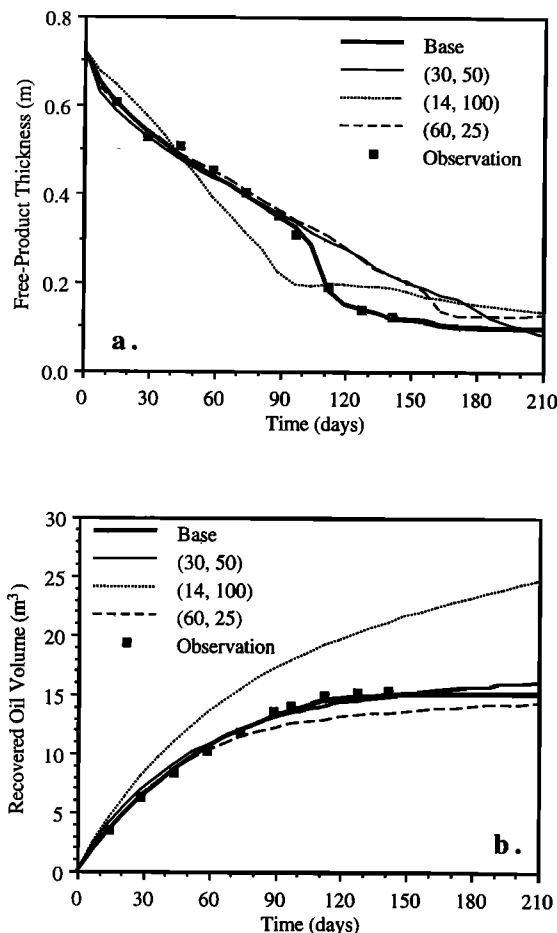 0.8
0.6
0.4
0.2
0.0
Free-Product Thickness (m)
Base
(30, 50)
(14, 100)
(60, 25)
Observation
a.
0 30 60 90 120 150 180 210
Time (days)
30
25
20
15
10
5
0
Recovered Oil Volume (m³)
Base
(30, 50)
(14, 100)
(60, 25)
Observation
b.
0 30 60 90 120 150 180 210
Time (days)